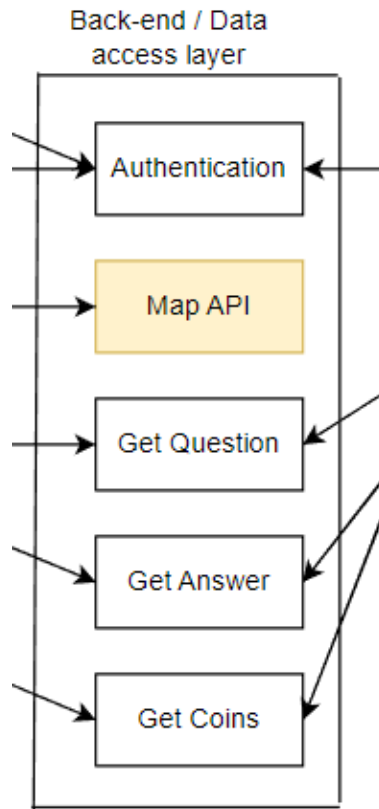 Back-end / Data
access layer
Authentication
Map API
Get Question
Get Answer
Get Coins